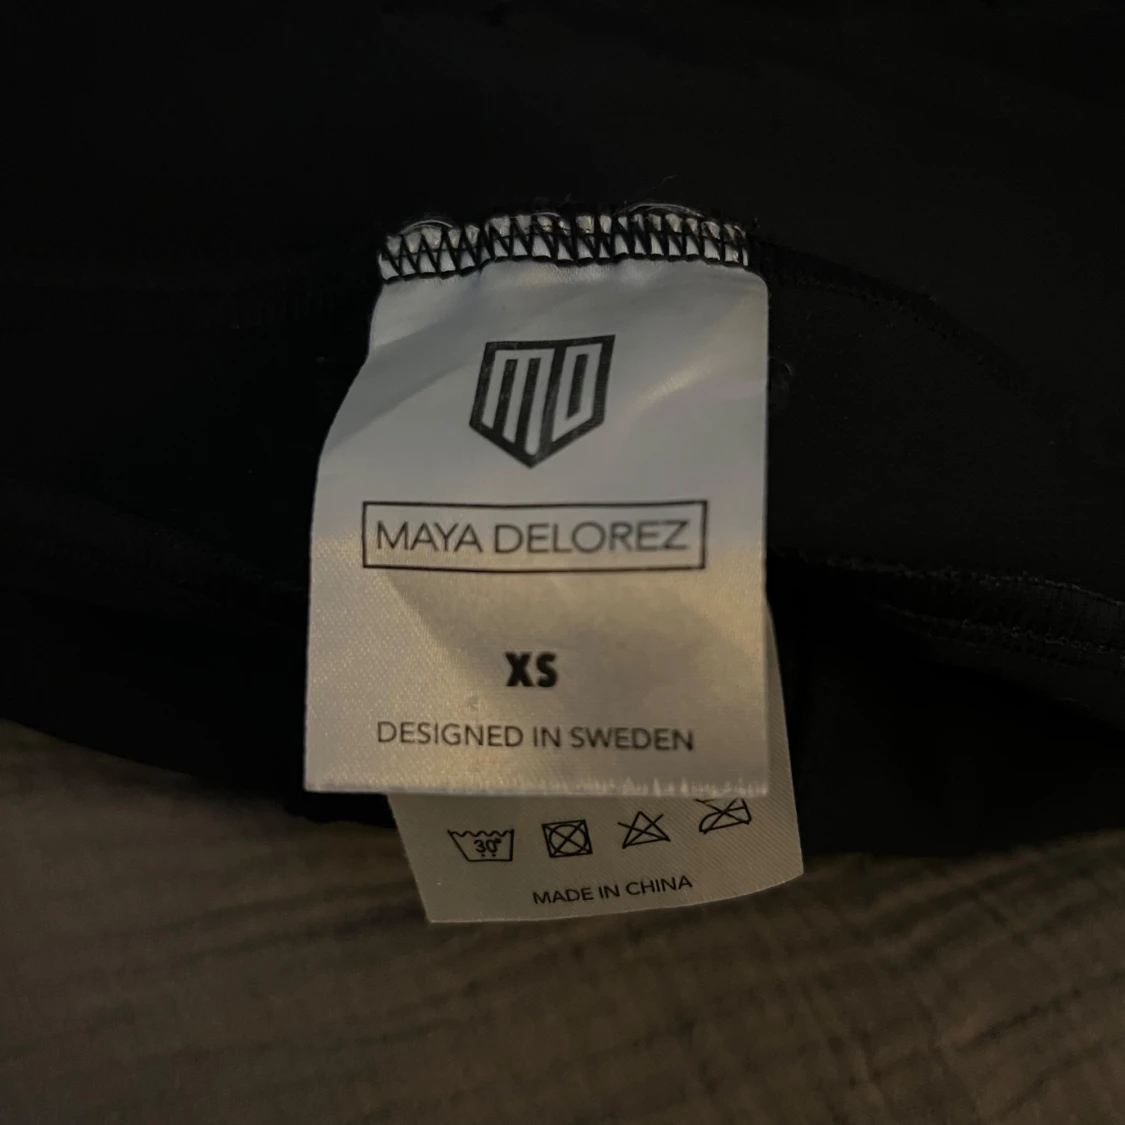 MD
MAYA DELOREZ
XS
DESIGNED IN SWEDEN
30°
MADE IN CHINA